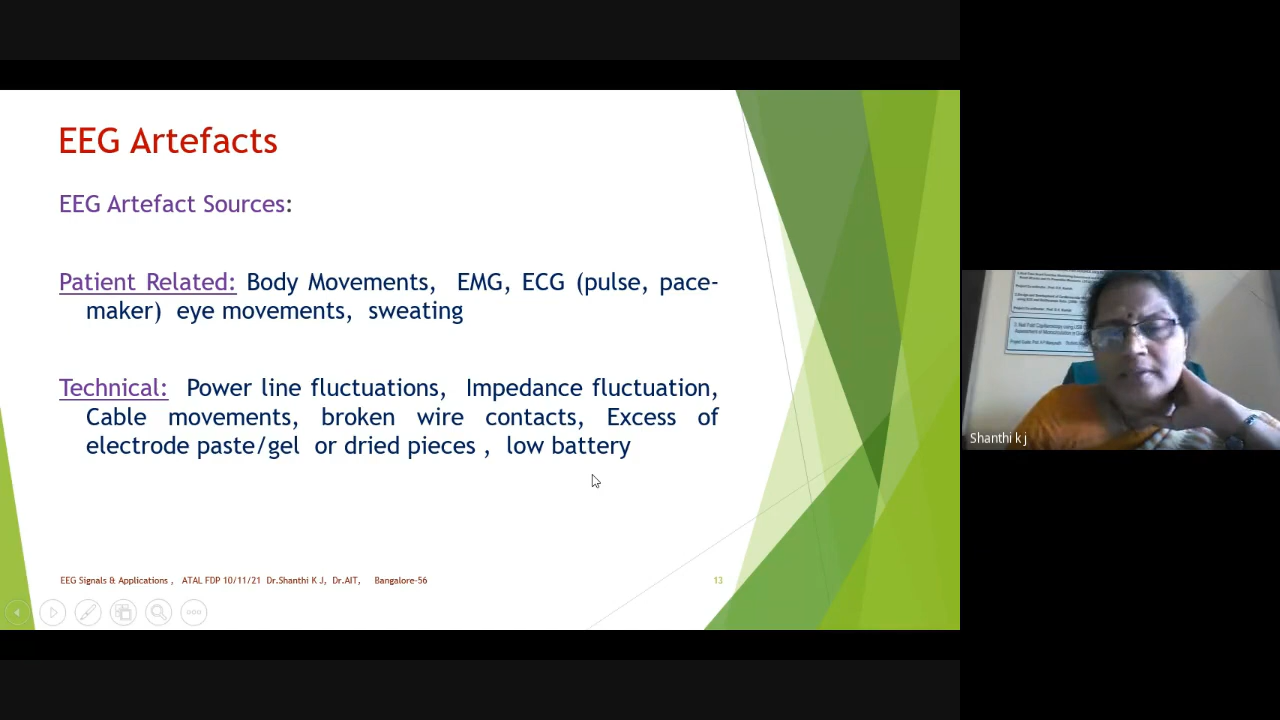 EEG Artefacts
EEG Artefact Sources:
Patient Related: Body Movements, EMG, ECG (pulse, pace-
maker) eye movements, sweating
Technical: Power line fluctuations, Impedance fluctuation,
Cable movements, broken wire contacts, Excess of
electrode paste/gel or dried pieces , low battery
EEG Signals & Applications , ATAL FDP 10/11/21 Dr.Shanthi K J, Dr.AIT, Bangalore-56
13
Shanthi k j